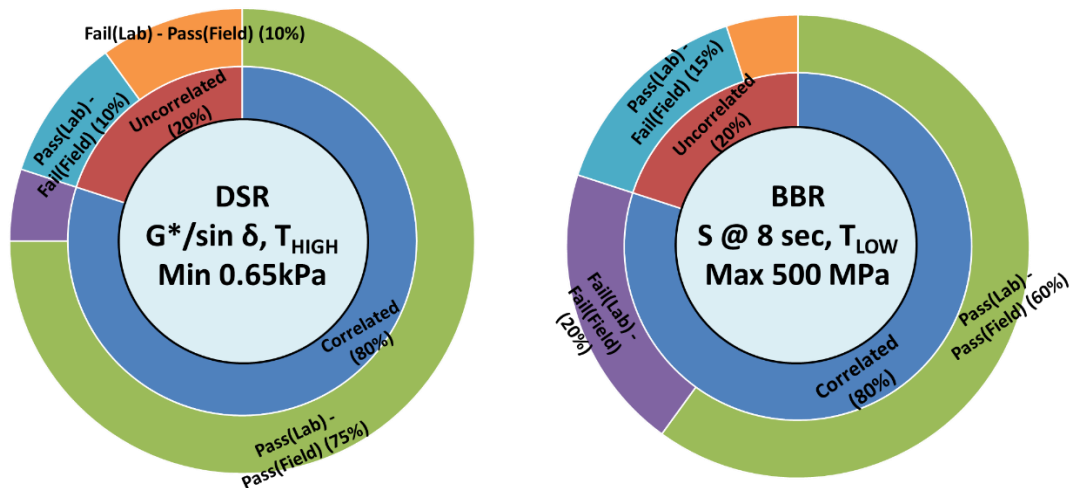 Fail(Lab) - Pass(Field) (10%)
Pass(Lab) -
Fail(Field) (10%)
Uncorrelated
(20%)
DSR
G*/sin δ, THIGH
Min 0.65kPa
Correlated
(80%)
Pass(Lab) -
Pass(Field) (75%)
Pass(Lab) -
Fail(Field) (15%)
Uncorrelated
(20%)
BBR
S @ 8 sec, TLOW
Max 500 MPa
Fail(Lab) -
Fail(Field)
(20%)
Pass(Lab) -
Pass(Field) (60%)
Correlated
(80%)